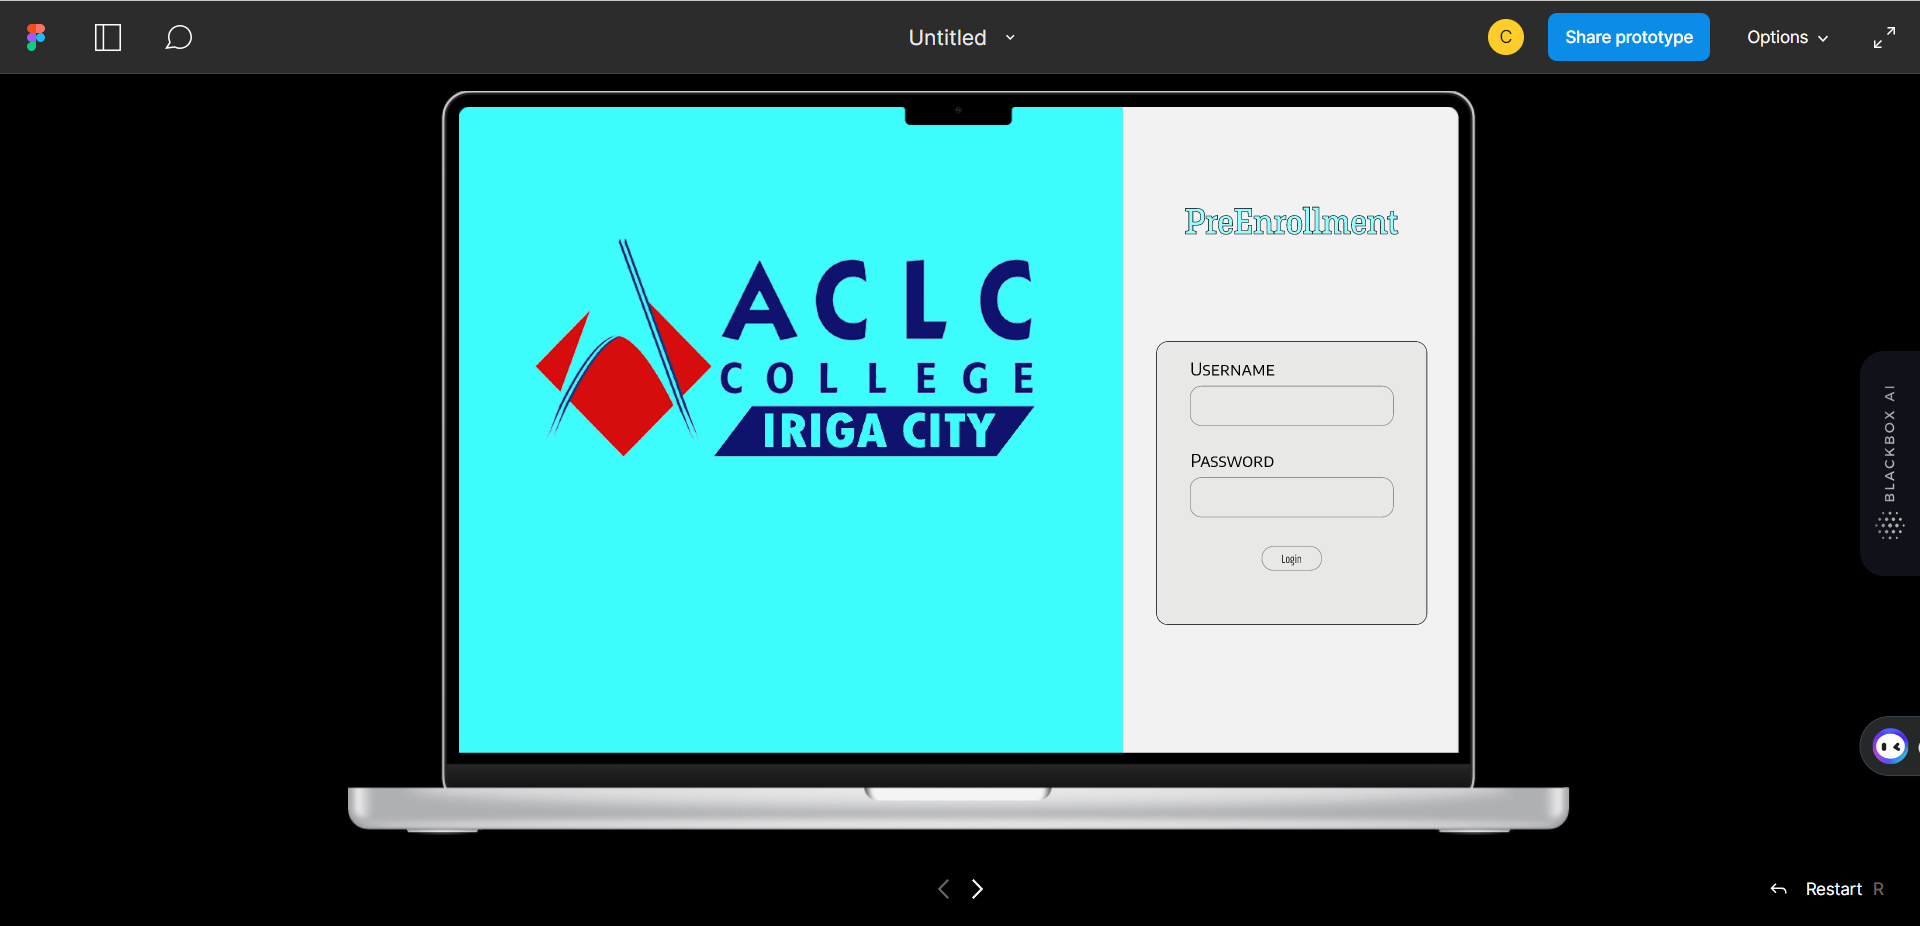 Untitled
C
Share prototype
Options
ACLC
COLLEGE
IRIGA CITY
PreEnrollment
USERNAME
PASSWORD
Login
BLACKBOX AI
Restart R